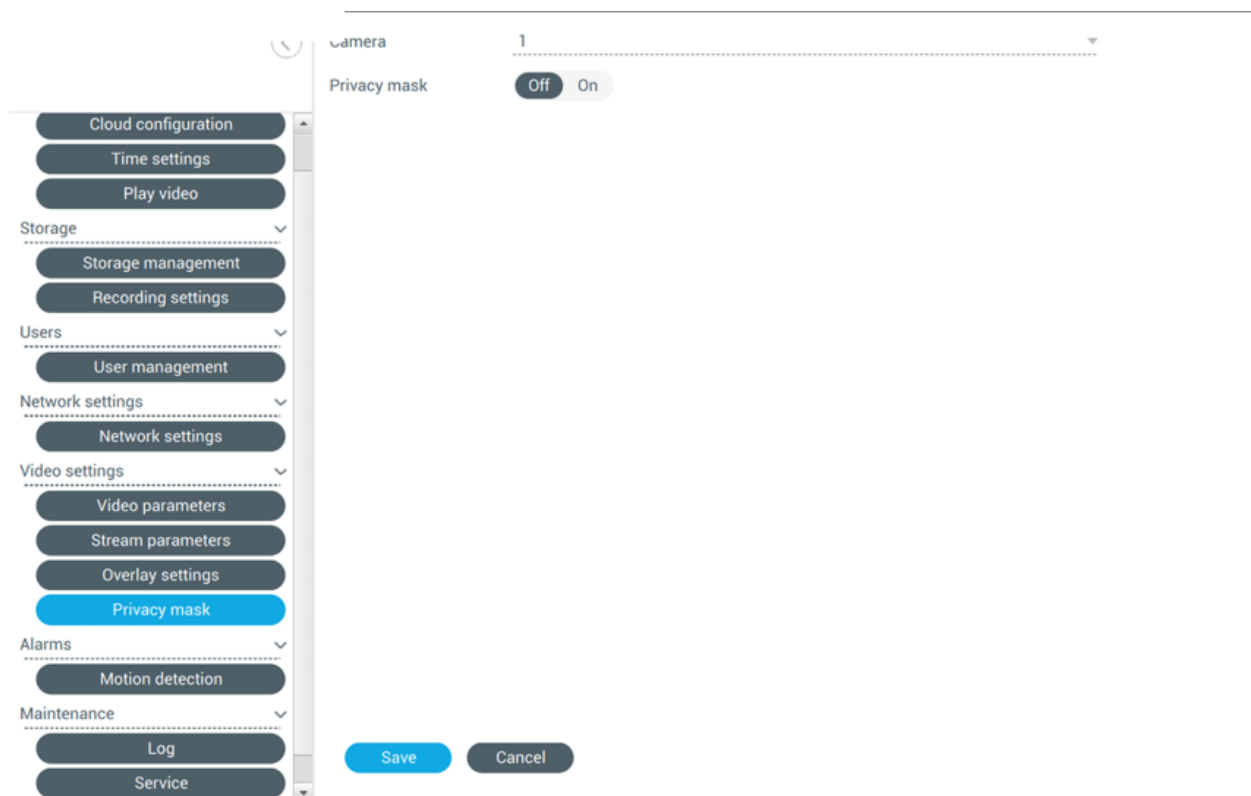 Camera 1
Privacy mask Off On
Cloud configuration
Time settings
Play video
Storage
Storage management
Recording settings
Users
User management
Network settings
Network settings
Video settings
Video parameters
Stream parameters
Overlay settings
Privacy mask
Alarms
Motion detection
Maintenance
Log
Service
Save Cancel